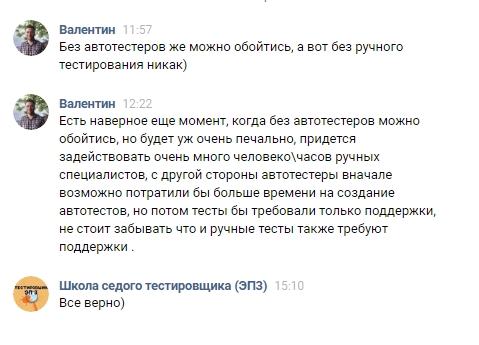 Валентин 11:57
Без автотестеров же можно обойтись, а вот без ручного
тестирования никак)
Валентин 12:22
Есть наверное еще момент, когда без автотестеров можно
обойтись, но будет уж очень печально, придется
задействовать очень много человеко\часов ручных
специалистов, с другой стороны автотестеры вначале
возможно потратили бы больше времени на создание
автотестов, но потом тесты бы требовали только поддержки,
не стоит забывать что и ручные тесты также требуют
поддержки .
ТЕСТИРОВЩИКА
ЭП 3
Школа седого тестировщика (ЭПЗ) 15:10
Все верно)